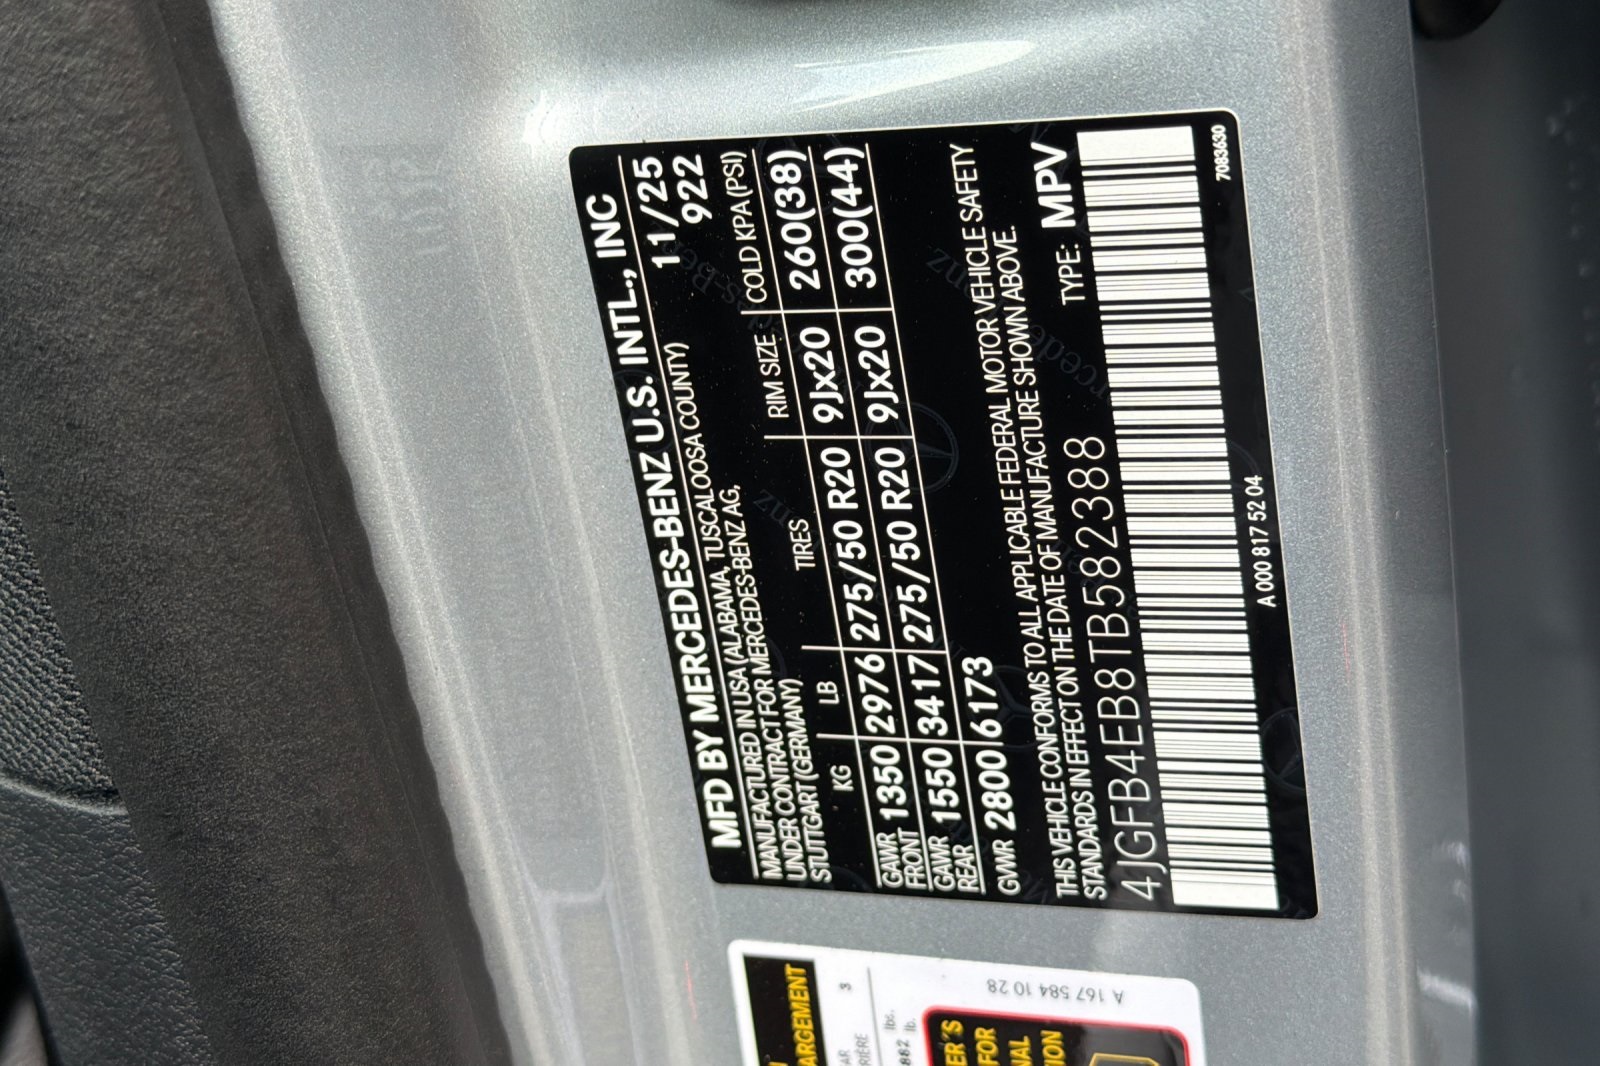 MFD BY MERCEDES-BENZ U.S. INTL., INC
MANUFACTURED IN USA (ALABAMA, TUSCALOOSA COUNTY) 11/25
UNDER CONTRACT FOR MERCEDES-BENZ AG, 922
STUTTGART (GERMANY)
KG LB TIRES RIM SIZE COLD KPA (PSI)
GAWR FRONT 1350 2976 275/50 R20 9Jx20 260(38)
GAWR REAR 1550 3417 275/50 R20 9Jx20 300(44)
GVWR 2800 6173
THIS VEHICLE CONFORMS TO ALL APPLICABLE FEDERAL MOTOR VEHICLE SAFETY
STANDARDS IN EFFECT ON THE DATE OF MANUFACTURE SHOWN ABOVE.
4JGFB4EB8TB582388 TYPE: MPV
A 000 817 52 04
7083630
3
882 lbs.
lb.
A 167 584 10 28